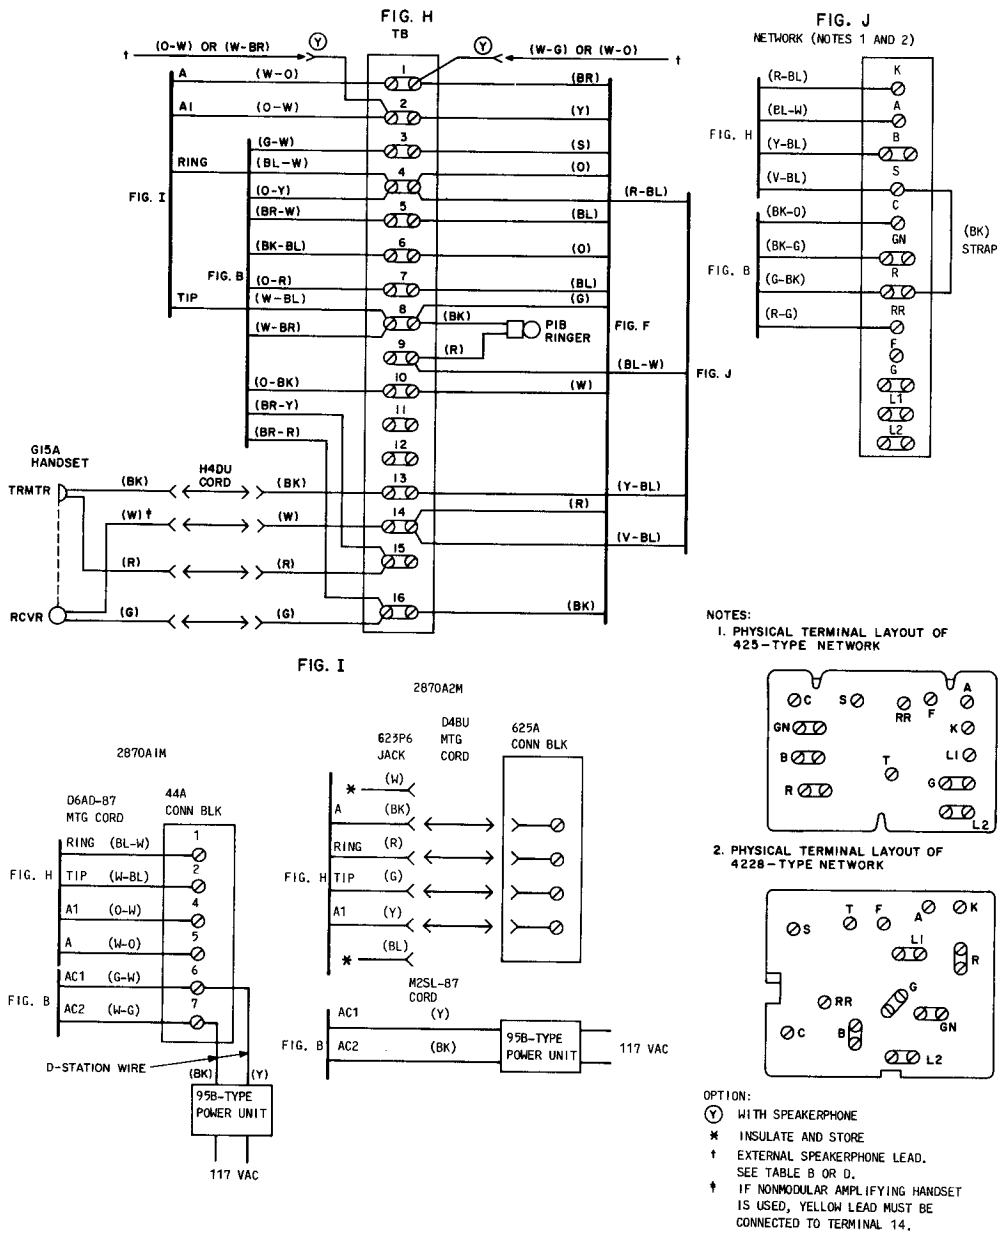 FIG. H
TB
(O-W) OR (W-BR)
Y
Y
(W-G) OR (W-O)
†
†
A
(W-O)
1
(BR)
A1
(O-W)
2
(Y)
(G-W)
3
(S)
RING
(BL-W)
4
(O)
(O-Y)
(R-BL)
FIG. I
(BR-W)
5
(BL)
(BK-BL)
6
(O)
FIG. B
(O-R)
7
(BL)
TIP
(W-BL)
(G)
8
(BK)
PIB
RINGER
FIG. F
(W-BR)
9
(R)
(BL-W)
FIG. J
(O-BK)
10
(W)
(BR-Y)
11
(BR-R)
12
G15A
HANDSET
H4DU
CORD
TRMTR
(BK)
(BK)
13
(Y-BL)
(W) ‡
(W)
14
(R)
(V-BL)
(R)
(R)
15
RCVR
(G)
(G)
16
(BK)
FIG. J
NETWORK (NOTES 1 AND 2)
(R-BL)
K
(BL-W)
A
FIG. H
(Y-BL)
B
(V-BL)
S
(BK-O)
C
(BK)
STRAP
(BK-G)
GN
FIG. B
(G-BK)
R
(R-G)
RR
F
G
L1
L2
FIG. I
2870A1M
D6AD-87
MTG CORD
44A
CONN BLK
RING (BL-W)
1
FIG. H
TIP (W-BL)
2
A1 (O-W)
4
A (W-O)
5
AC1 (G-W)
6
FIG. B
AC2 (W-G)
7
D-STATION WIRE
(BK)
(Y)
95B-TYPE
POWER UNIT
117 VAC
2870A2M
623P6
JACK
D4BU
MTG
CORD
625A
CONN BLK
*
(W)
A
(BK)
RING
(R)
FIG. H
TIP
(G)
A1
(Y)
*
(BL)
M2SL-87
CORD
AC1
(Y)
FIG. B
AC2
(BK)
95B-TYPE
POWER UNIT
117 VAC
NOTES:
1. PHYSICAL TERMINAL LAYOUT OF
425-TYPE NETWORK
C
S
RR
F
A
GN
K
B
T
L1
R
G
L2
2. PHYSICAL TERMINAL LAYOUT OF
4228-TYPE NETWORK
S
T
F
A
K
L1
R
RR
G
GN
C
B
L2
OPTION:
Y WITH SPEAKERPHONE
* INSULATE AND STORE
† EXTERNAL SPEAKERPHONE LEAD.
SEE TABLE B OR D.
‡ IF NONMODULAR AMPLIFYING HANDSET
IS USED, YELLOW LEAD MUST BE
CONNECTED TO TERMINAL 14.